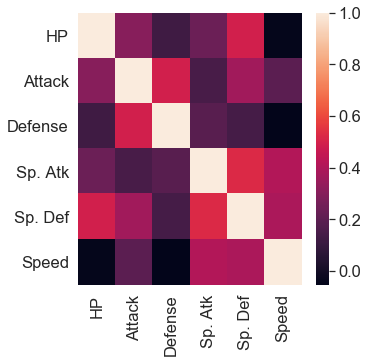 HP
Attack
Defense
Sp. Atk
Sp. Def
Speed
HP
Attack
Defense
Sp. Atk
Sp. Def
Speed
1.0
0.8
0.6
0.4
0.2
0.0